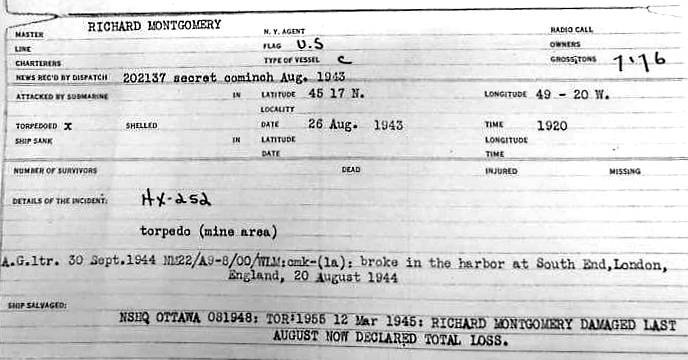 RICHARD MONTGOMERY
MASTER N. Y. AGENT RADIO CALL
LINE FLAG U.S OWNERS
CHARTERERS TYPE OF VESSEL C GROSS TONS 7176
NEWS REC'D BY DISPATCH 202137 secret cominch Aug. 1943
ATTACKED BY SUBMARINE IN LATITUDE 45 17 N. LONGITUDE 49 - 20 W.
LOCALITY
TORPEDOED X SHELLED DATE 26 Aug. 1943 TIME 1920
SHIP SANK IN LATITUDE LONGITUDE
DATE TIME
NUMBER OF SURVIVORS DEAD INJURED MISSING
DETAILS OF THE INCIDENT: HX-252
torpedo (mine area)
A.G.ltr. 30 Sept.1944 NM22/A9-8/00/WLM:cmk-(1a): broke in the harbor at South End,London,
England, 20 August 1944
SHIP SALVAGED:
NSHQ OTTAWA 081948: TOR:1955 12 Mar 1945: RICHARD MONTGOMERY DAMAGED LAST
AUGUST NOW DECLARED TOTAL LOSS.